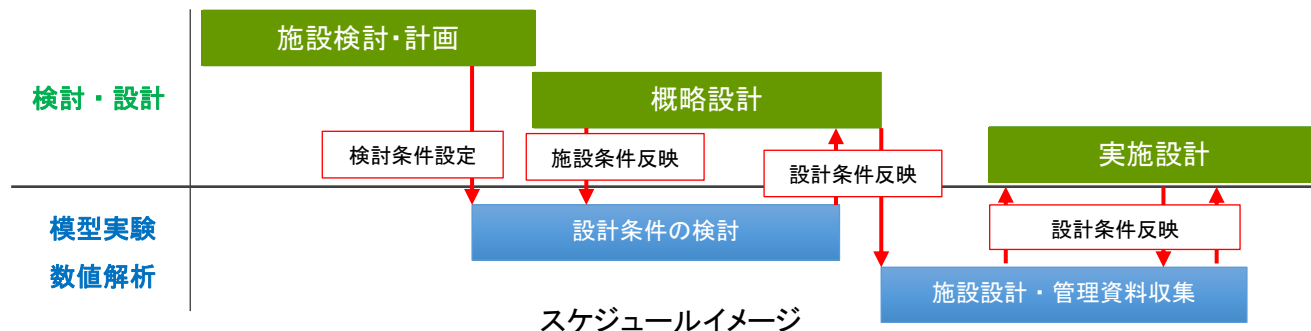 施設検討・計画
検討・設計
概略設計
検討条件設定
施設条件反映
設計条件反映
実施設計
模型実験
数値解析
設計条件の検討
設計条件反映
施設設計・管理資料収集
スケジュールイメージ